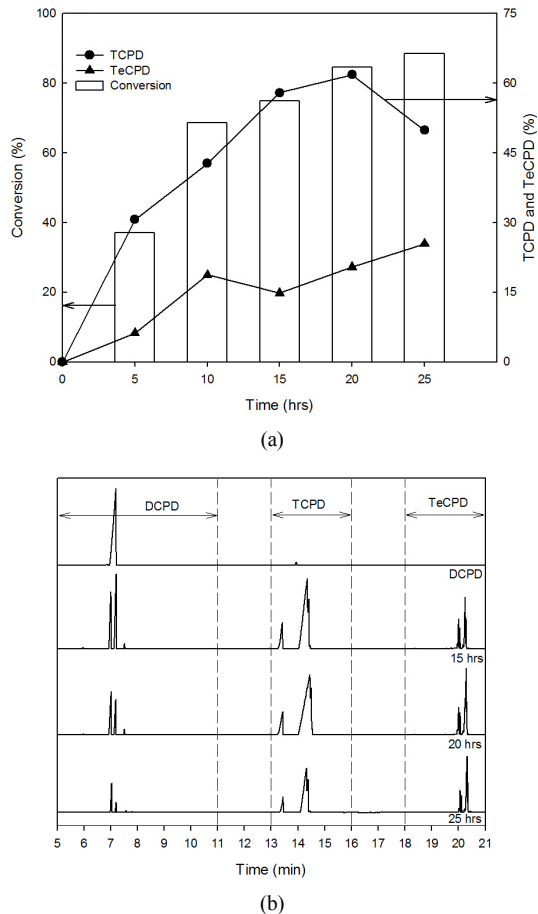 100
80
60
40
20
0
Conversion (%)
TCPD
TeCPD
Conversion
75
60
45
30
15
0
TCPD and TeCPD (%)
0 5 10 15 20 25
Time (hrs)
(a)
DCPD TCPD TeCPD
DCPD
15 hrs
20 hrs
25 hrs
5 6 7 8 9 10 11 12 13 14 15 16 17 18 19 20 21
Time (min)
(b)